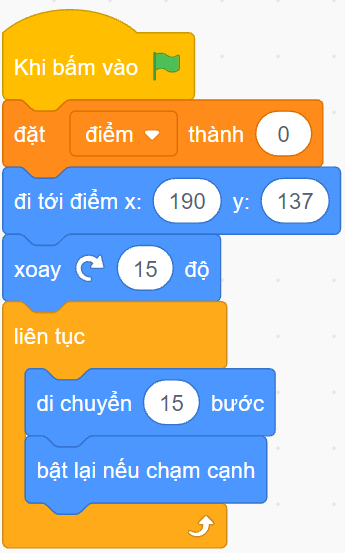 Khi bấm vào
đặt điểm thành 0
đi tới điểm x: 190 y: 137
xoay 15 độ
liên tục
di chuyển 15 bước
bật lại nếu chạm cạnh